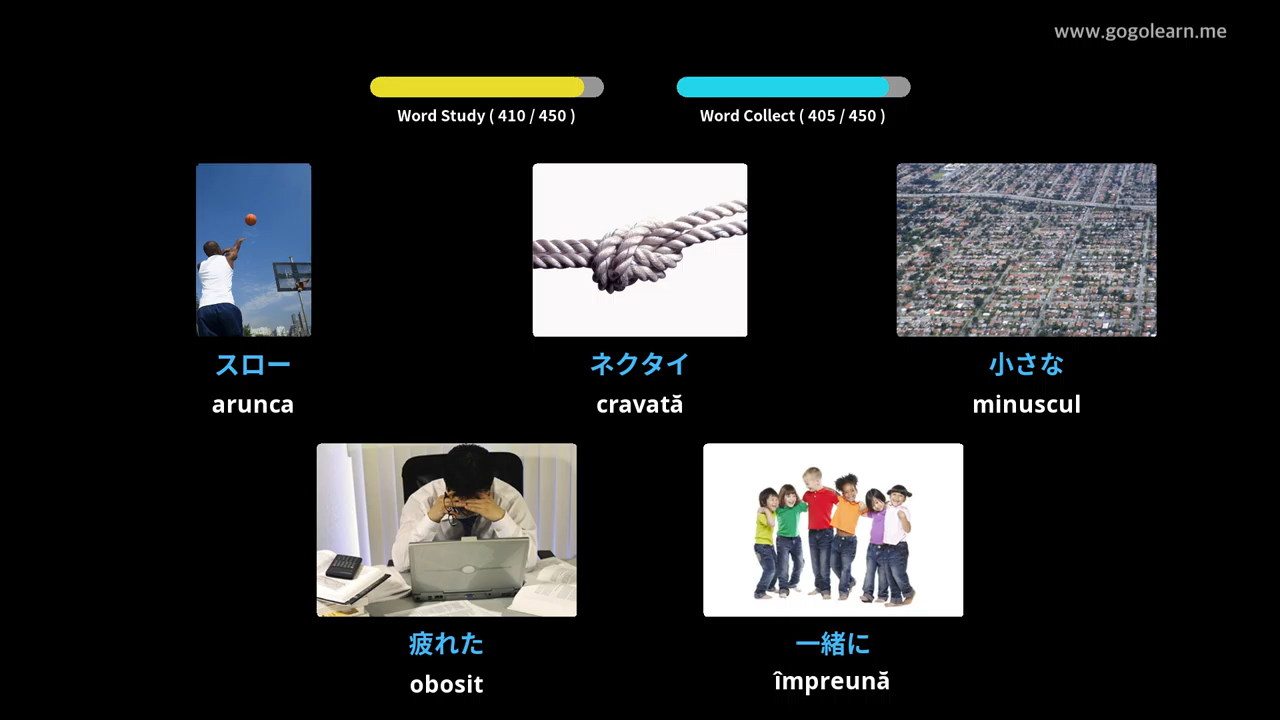 www.gogolearn.me
Word Study ( 410 / 450 )
Word Collect ( 405 / 450 )
スロー
arunca
ネクタイ
cravată
小さな
minuscul
疲れた
obosit
一緒に
împreună